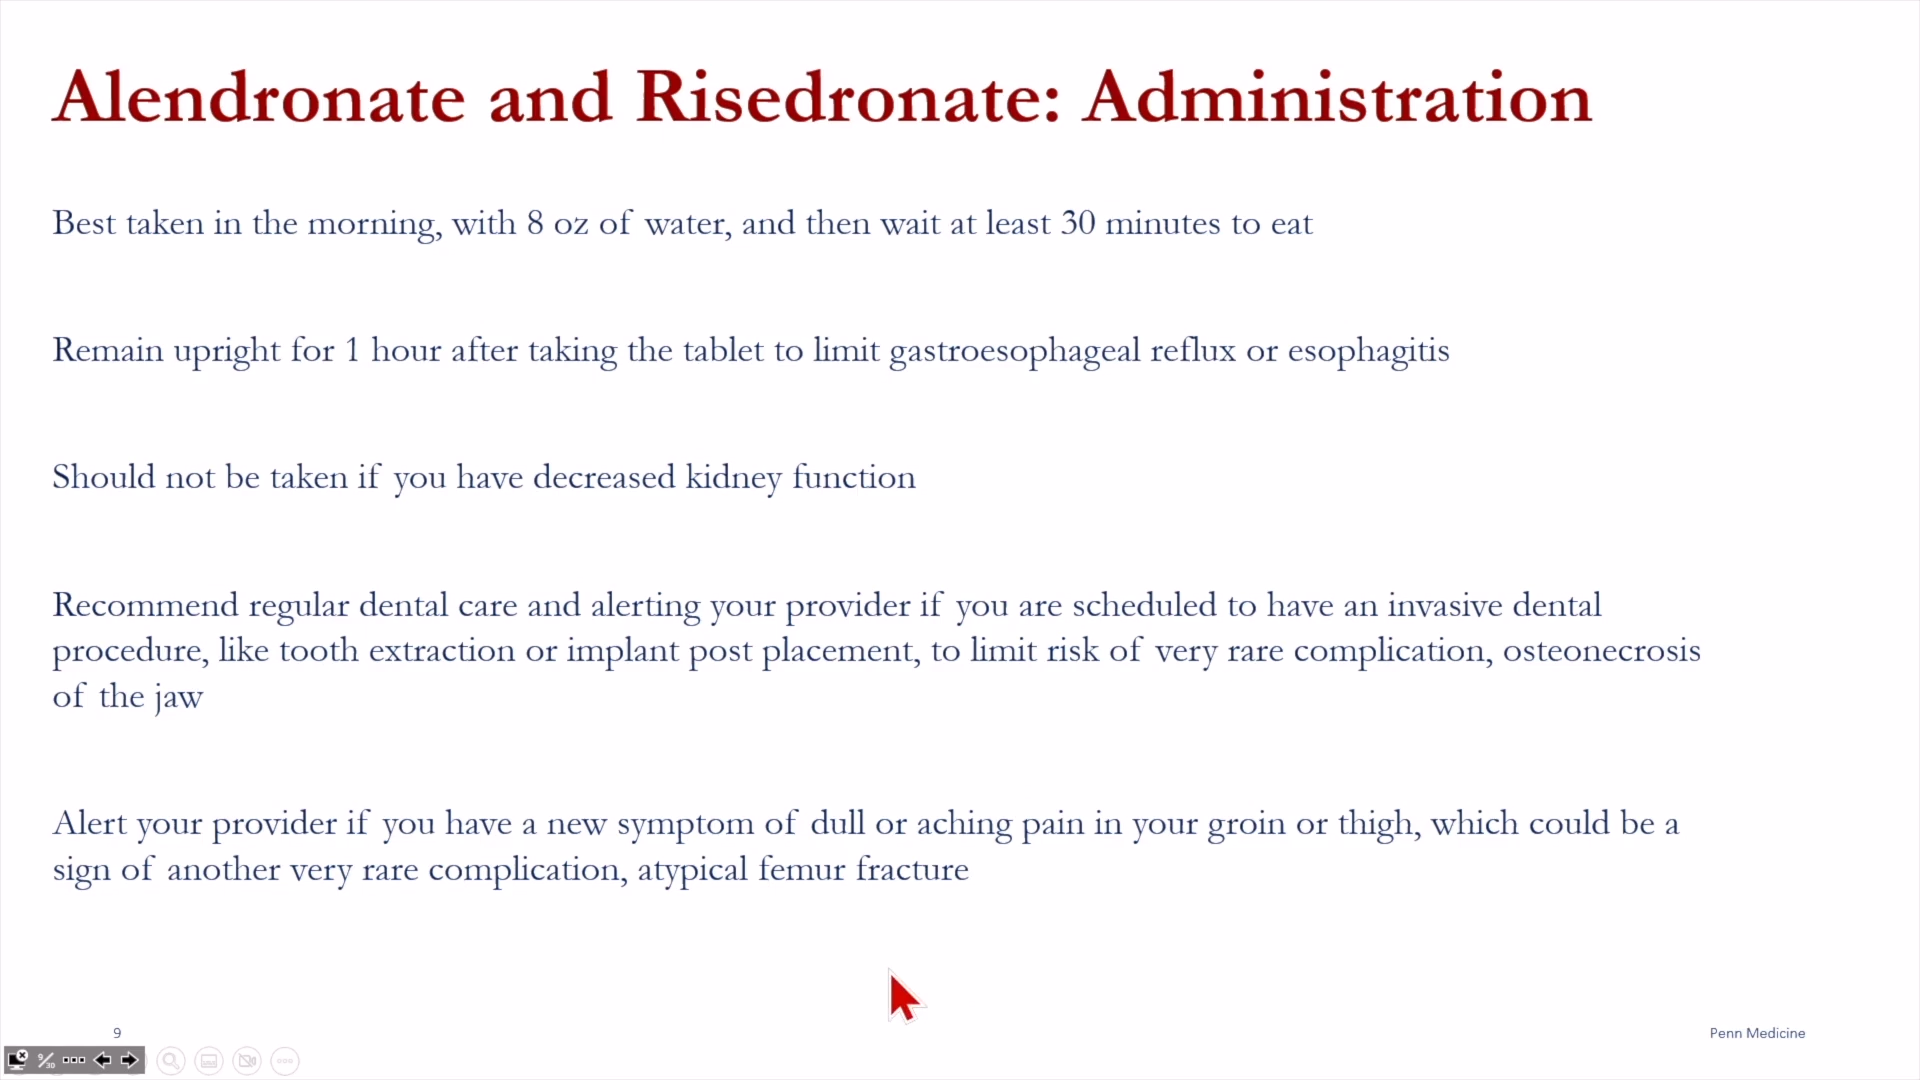 Alendronate and Risedronate: Administration
Best taken in the morning, with 8 oz of water, and then wait at least 30 minutes to eat
Remain upright for 1 hour after taking the tablet to limit gastroesophageal reflux or esophagitis
Should not be taken if you have decreased kidney function
Recommend regular dental care and alerting your provider if you are scheduled to have an invasive dental
procedure, like tooth extraction or implant post placement, to limit risk of very rare complication, osteonecrosis
of the jaw
Alert your provider if you have a new symptom of dull or aching pain in your groin or thigh, which could be a
sign of another very rare complication, atypical femur fracture
9
Penn Medicine
9/30